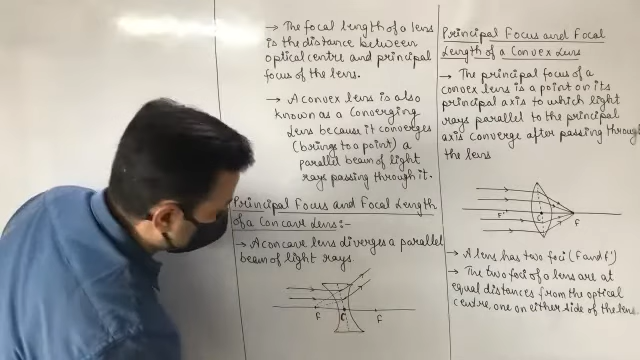 Principal Focus and Focal
Length of a Convex Lens
→ The principal focus of a
convex lens is a point on its
principal axis to which light
rays parallel to the principal
axis converge after passing through
the lens
F'
C
F
→ A lens has two foci (F and F')
→ The two foci of a lens are at
equal distances from the optical
centre, one on either side of the lens
→ The focal length of a lens
is the distance between
optical centre and principal
focus of the lens.
→ A convex lens is also
known as a converging
lens because it converges
(brings to a point) a
parallel beam of light
rays passing through it.
Principal Focus and Focal Length
of a Concave Lens:-
→ A concave lens diverges a parallel
beam of light rays.
F
C
F